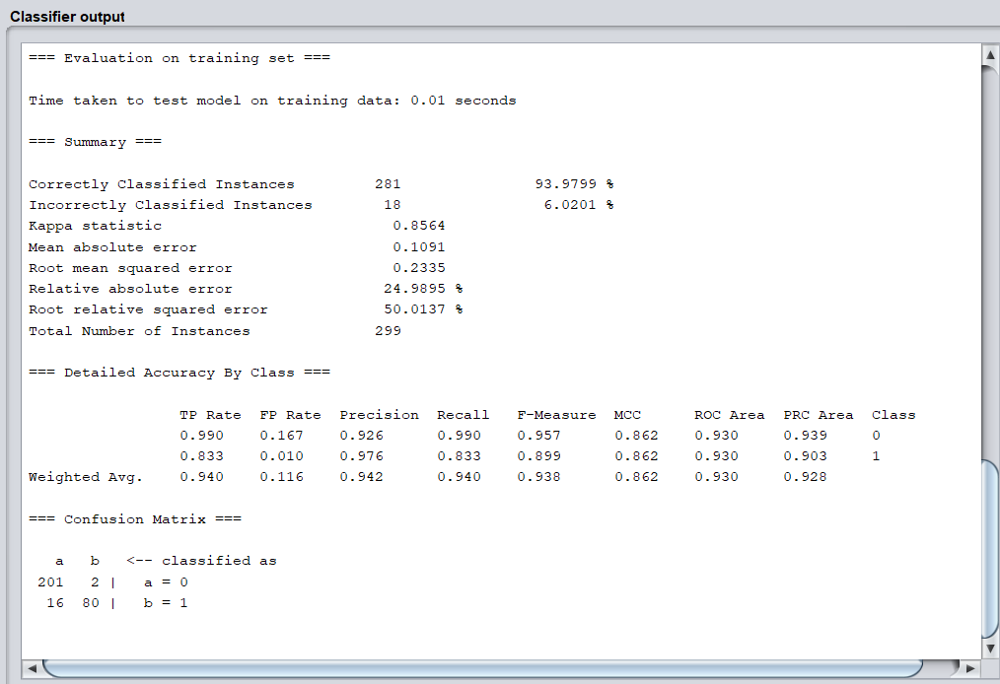 Classifier output
=== Evaluation on training set ===
Time taken to test model on training data: 0.01 seconds
=== Summary ===
Correctly Classified Instances         281               93.9799 %
Incorrectly Classified Instances        18                6.0201 %
Kappa statistic                          0.8564
Mean absolute error                      0.1091
Root mean squared error                  0.2335
Relative absolute error                 24.9895 %
Root relative squared error             50.0137 %
Total Number of Instances              299
=== Detailed Accuracy By Class ===
                 TP Rate  FP Rate  Precision  Recall   F-Measure  MCC      ROC Area  PRC Area  Class
                 0.990    0.167    0.926      0.990    0.957      0.862    0.930     0.939     0
                 0.833    0.010    0.976      0.833    0.899      0.862    0.930     0.903     1
Weighted Avg.    0.940    0.116    0.942      0.940    0.938      0.862    0.930     0.928
=== Confusion Matrix ===
   a   b   <-- classified as
 201   2 |   a = 0
  16  80 |   b = 1